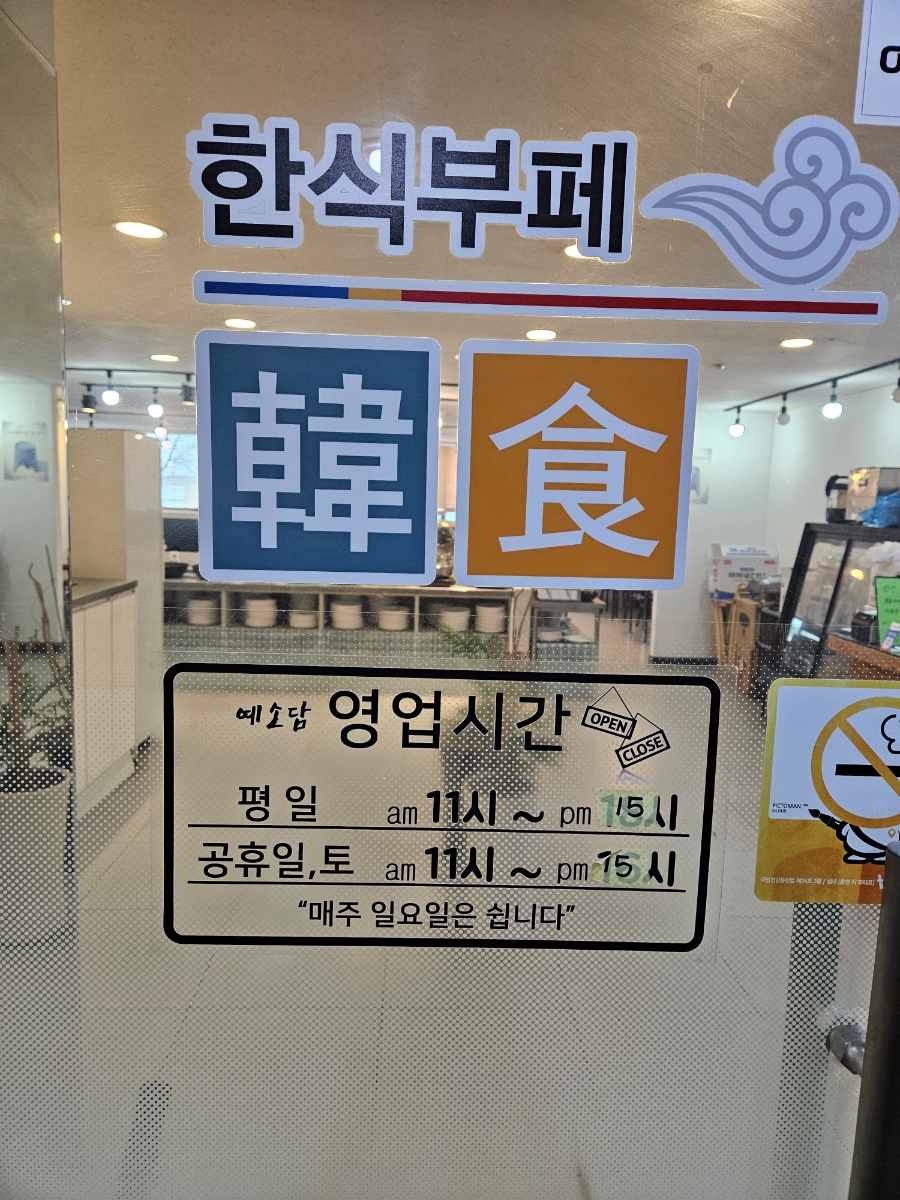 한식부페
韓食
예소담 영업시간 OPEN CLOSE
평일 am 11시 ~ pm 15시
공휴일,토 am 11시 ~ pm 15시
“매주 일요일은 쉽니다”
PICTOMAN